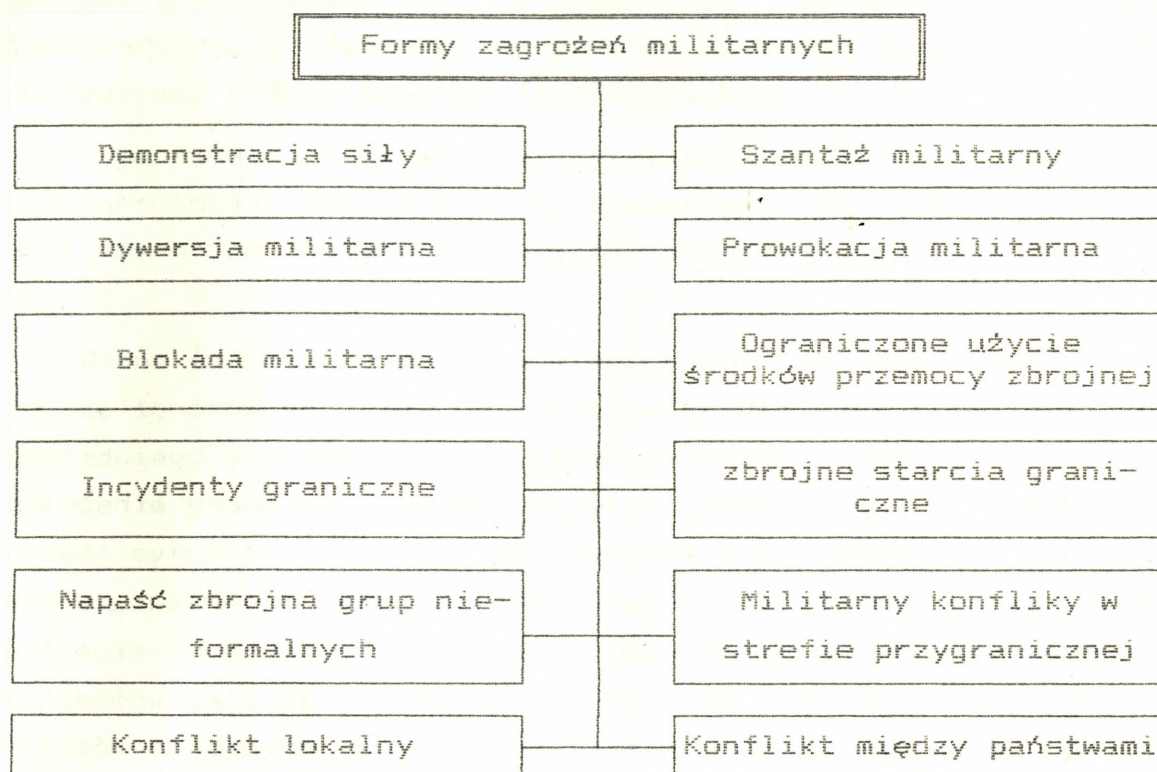 Formy zagrożeń militarnych
Demonstracja siły
Szantaż militarny
Dywersja militarna
Prowokacja militarna
Blokada militarna
Ograniczone użycie
środków przemocy zbrojnej
Incydenty graniczne
zbrojne starcia grani-
czne
Napaść zbrojna grup nie-
formalnych
Militarny konfliky w
strefie przygranicznej
Konflikt lokalny
Konflikt między państwami